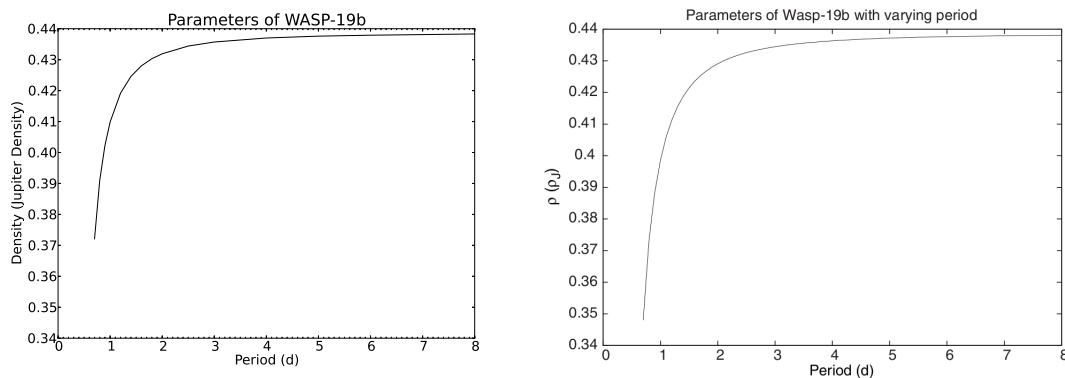 Parameters of WASP-19b
0.44
0.43
0.42
0.41
0.40
0.39
0.38
0.37
0.36
0.35
0.34
Density (Jupiter Density)
0 1 2 3 4 5 6 7 8
Period (d)
Parameters of Wasp-19b with varying period
0.44
0.43
0.42
0.41
0.4
0.39
0.38
0.37
0.4
0.36
0.35
0.34
ρ (ρJ)
0 1 2 3 4 5 6 7 8
Period (d)